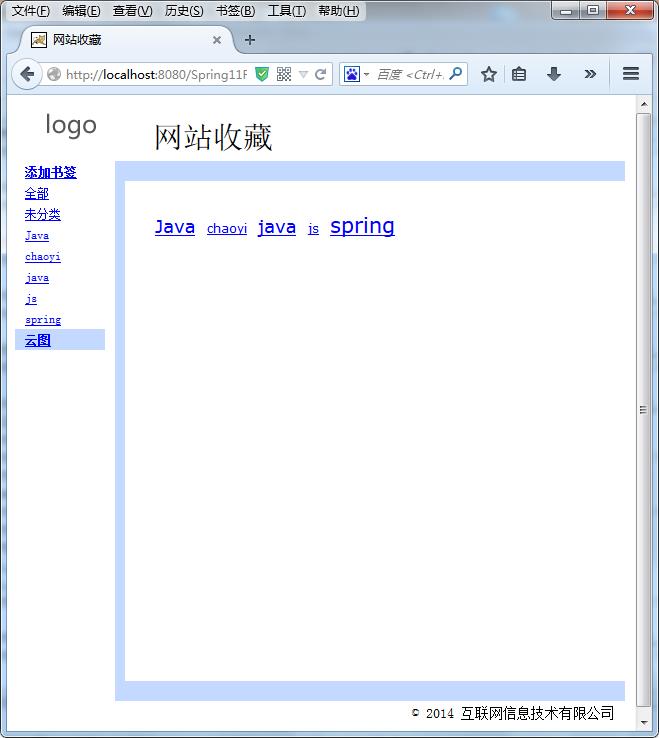 文件(F) 编辑(E) 查看(V) 历史(S) 书签(B) 工具(T) 帮助(H)
网站收藏
http://localhost:8080/Spring11F
百度 <Ctrl+.
logo
网站收藏
添加书签
全部
未分类
Java
chaoyi
java
js
spring
云图
Java chaoyi java js spring
© 2014 互联网信息技术有限公司